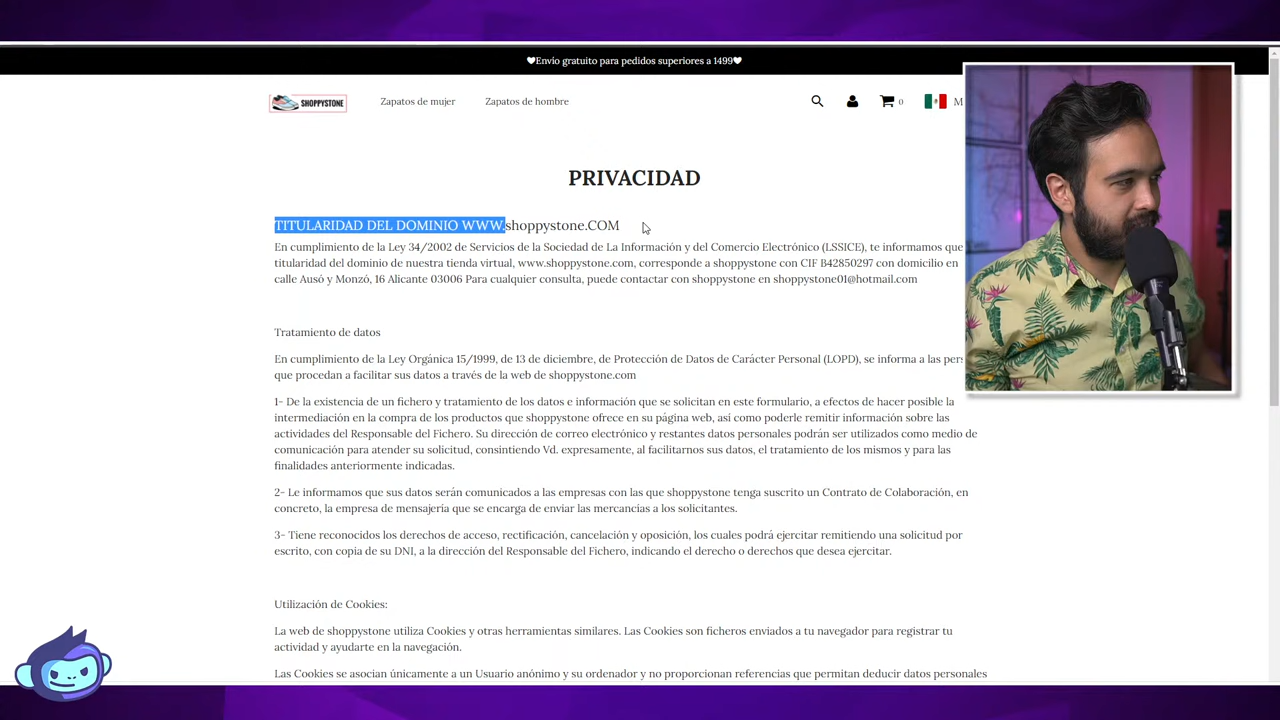 ❤Envío gratuito para pedidos superiores a 1499❤
SHOPPYSTONE
Zapatos de mujer
Zapatos de hombre
0
M
PRIVACIDAD
TITULARIDAD DEL DOMINIO WWW.shoppystone.COM
En cumplimiento de la Ley 34/2002 de Servicios de la Sociedad de La Información y del Comercio Electrónico (LSSICE), te informamos que
titularidad del dominio de nuestra tienda virtual, www.shoppystone.com, corresponde a shoppystone con CIF B42850297 con domicilio en
calle Ausó y Monzó, 16 Alicante 03006 Para cualquier consulta, puede contactar con shoppystone en shoppystone01@hotmail.com
Tratamiento de datos
En cumplimiento de la Ley Orgánica 15/1999, de 13 de diciembre, de Protección de Datos de Carácter Personal (LOPD), se informa a las per
que procedan a facilitar sus datos a través de la web de shoppystone.com
1- De la existencia de un fichero y tratamiento de los datos e información que se solicitan en este formulario, a efectos de hacer posible la
intermediación en la compra de los productos que shoppystone ofrece en su página web, así como poderle remitir información sobre las
actividades del Responsable del Fichero. Su dirección de correo electrónico y restantes datos personales podrán ser utilizados como medio de
comunicación para atender su solicitud, consintiendo Vd. expresamente, al facilitarnos sus datos, el tratamiento de los mismos y para las
finalidades anteriormente indicadas.
2- Le informamos que sus datos serán comunicados a las empresas con las que shoppystone tenga suscrito un Contrato de Colaboración, en
concreto, la empresa de mensajería que se encarga de enviar las mercancías a los solicitantes.
3- Tiene reconocidos los derechos de acceso, rectificación, cancelación y oposición, los cuales podrá ejercitar remitiendo una solicitud por
escrito, con copia de su DNI, a la dirección del Responsable del Fichero, indicando el derecho o derechos que desea ejercitar.
Utilización de Cookies:
La web de shoppystone utiliza Cookies y otras herramientas similares. Las Cookies son ficheros enviados a tu navegador para registrar tu
actividad y ayudarte en la navegación.
Las Cookies se asocian únicamente a un Usuario anónimo y su ordenador y no proporcionan referencias que permitan deducir datos personales